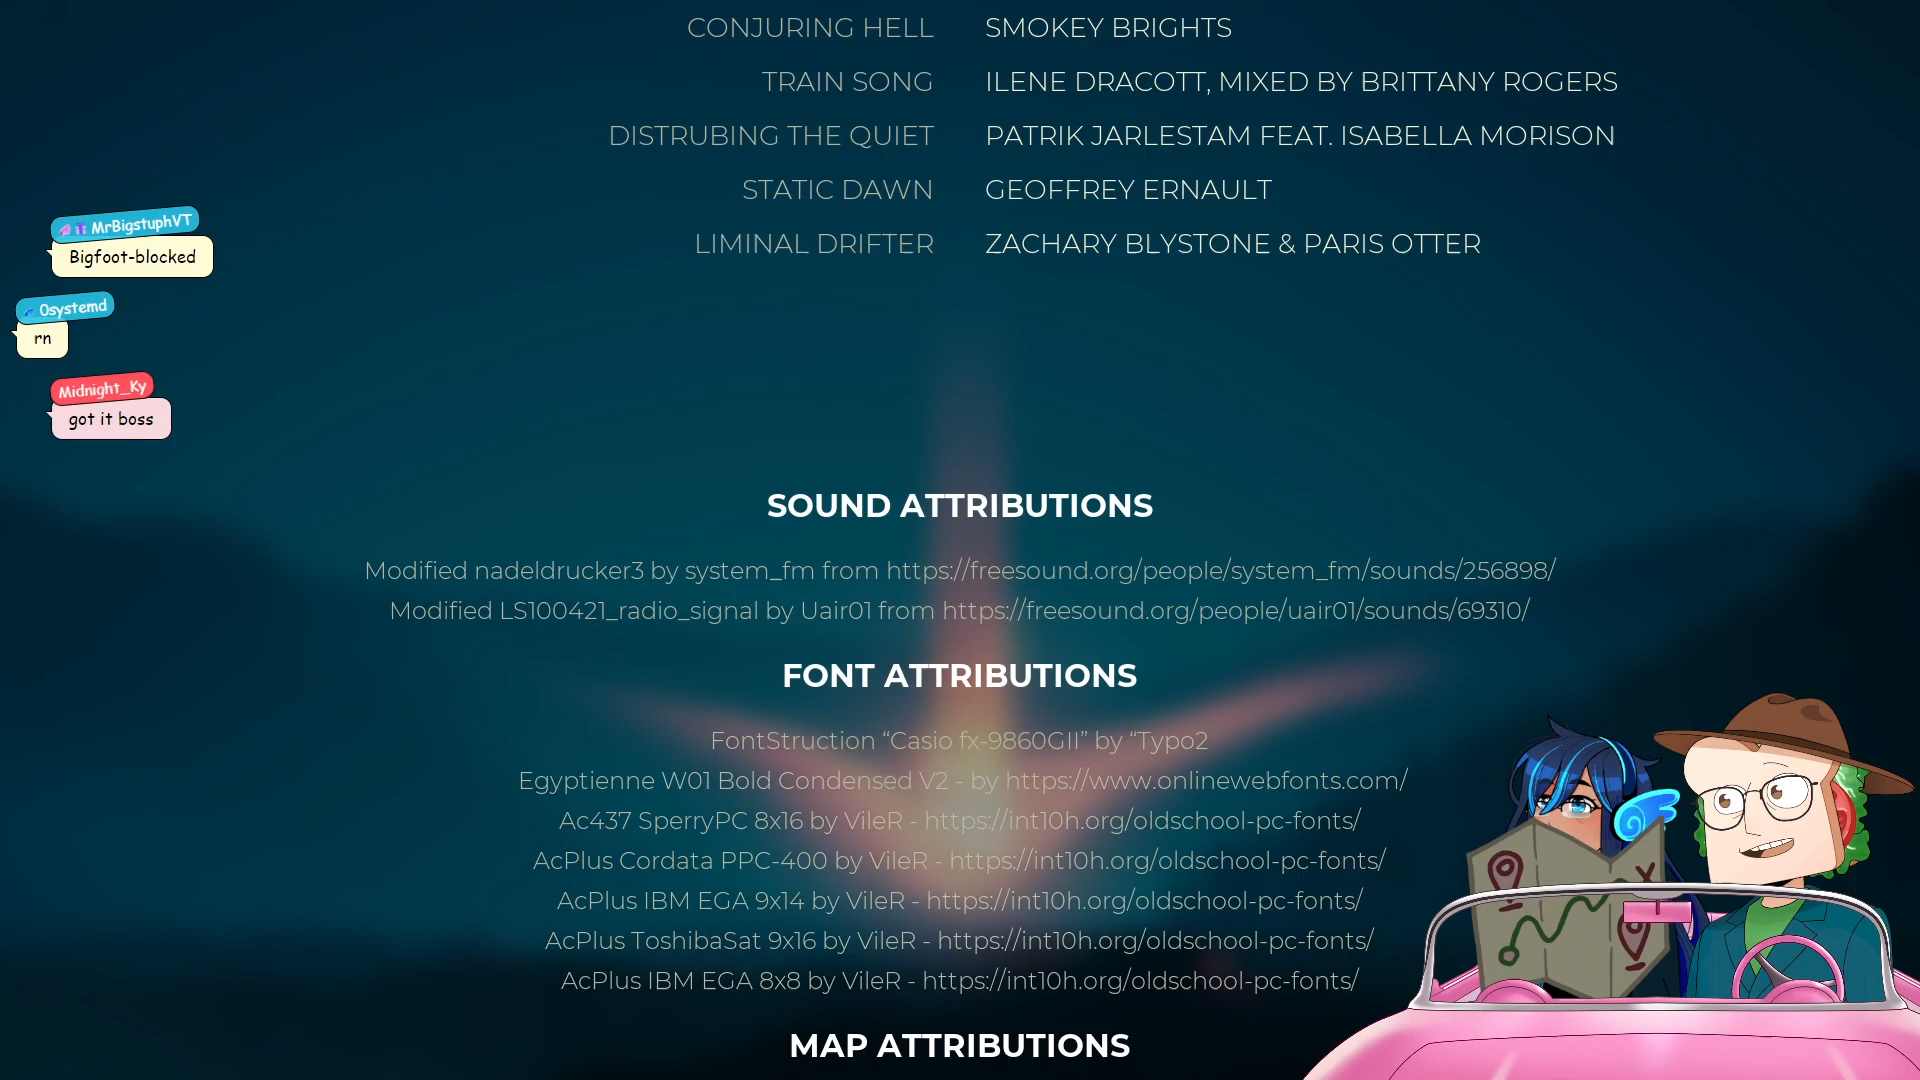 CONJURING HELL SMOKEY BRIGHTS
TRAIN SONG ILENE DRACOTT, MIXED BY BRITTANY ROGERS
DISTRUBING THE QUIET PATRIK JARLESTAM FEAT. ISABELLA MORISON
STATIC DAWN GEOFFREY ERNAULT
LIMINAL DRIFTER ZACHARY BLYSTONE & PARIS OTTER
MrBigstuphVT
Bigfoot-blocked
0systemd
rn
Midnight_Ky
got it boss
SOUND ATTRIBUTIONS
Modified nadeldrucker3 by system_fm from https://freesound.org/people/system_fm/sounds/256898/
Modified LS100421_radio_signal by Uair01 from https://freesound.org/people/uair01/sounds/69310/
FONT ATTRIBUTIONS
FontStruction “Casio fx-9860GII” by “Typo2
Egyptienne W01 Bold Condensed V2 - by https://www.onlinewebfonts.com/
Ac437 SperryPC 8x16 by VileR - https://int10h.org/oldschool-pc-fonts/
AcPlus Cordata PPC-400 by VileR - https://int10h.org/oldschool-pc-fonts/
AcPlus IBM EGA 9x14 by VileR - https://int10h.org/oldschool-pc-fonts/
AcPlus ToshibaSat 9x16 by VileR - https://int10h.org/oldschool-pc-fonts/
AcPlus IBM EGA 8x8 by VileR - https://int10h.org/oldschool-pc-fonts/
MAP ATTRIBUTIONS